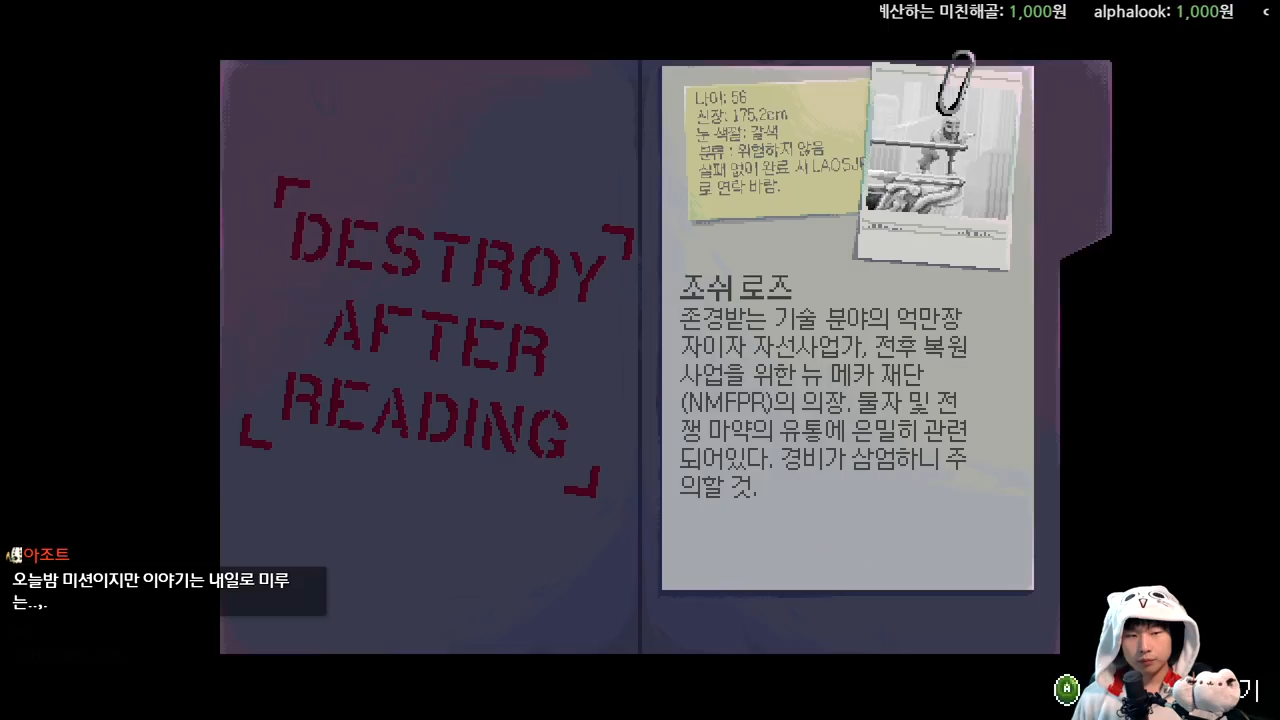 계산하는 미친해골: 1,000원 alphalook: 1,000원
나이: 56
신장: 175.2cm
눈 색깔: 갈색
분류 : 위험하지 않음
실패 없이 완료 시
로 연락 바람.
DESTROY
AFTER
READING
조쉬 로즈
존경받는 기술 분야의 억만장
자이자 자선사업가, 전후 복원
사업을 위한 뉴 메카 재단
(NMFPR)의 의장. 물자 및 전
쟁 마약의 유통에 은밀히 관련
되어있다. 경비가 삼엄하니 주
의할 것.
아조트
오늘밤 미션이지만 이야기는 내일로 미루
는..,.
A